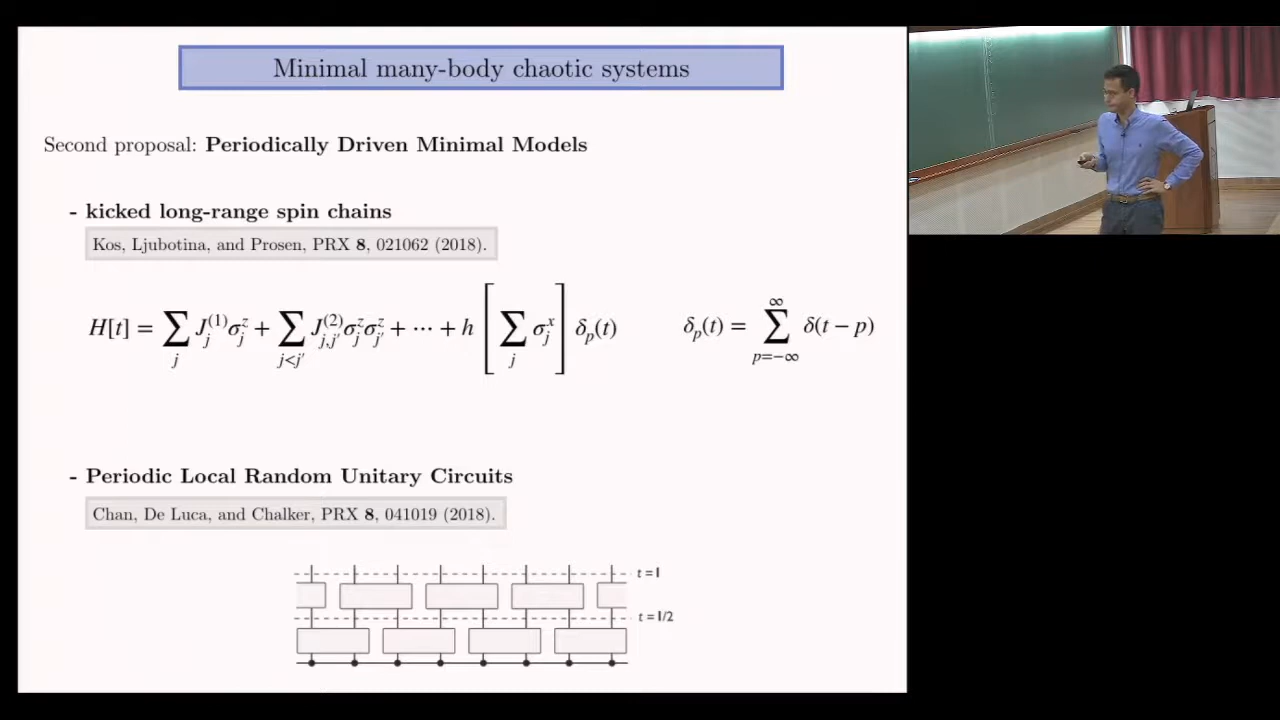 Minimal many-body chaotic systems
Second proposal: Periodically Driven Minimal Models
- kicked long-range spin chains
Kos, Ljubotina, and Prosen, PRX 8, 021062 (2018).
H[t] = ∑_j J_j^{(1)} σ_j^z + ∑_{j<j'} J_{j,j'}^{(2)} σ_j^z σ_{j'}^z + ⋯ + h [ ∑_j σ_j^x ] δ_p(t)     δ_p(t) = ∑_{p=−∞}^{∞} δ(t − p)
- Periodic Local Random Unitary Circuits
Chan, De Luca, and Chalker, PRX 8, 041019 (2018).
t = 1
t = 1/2